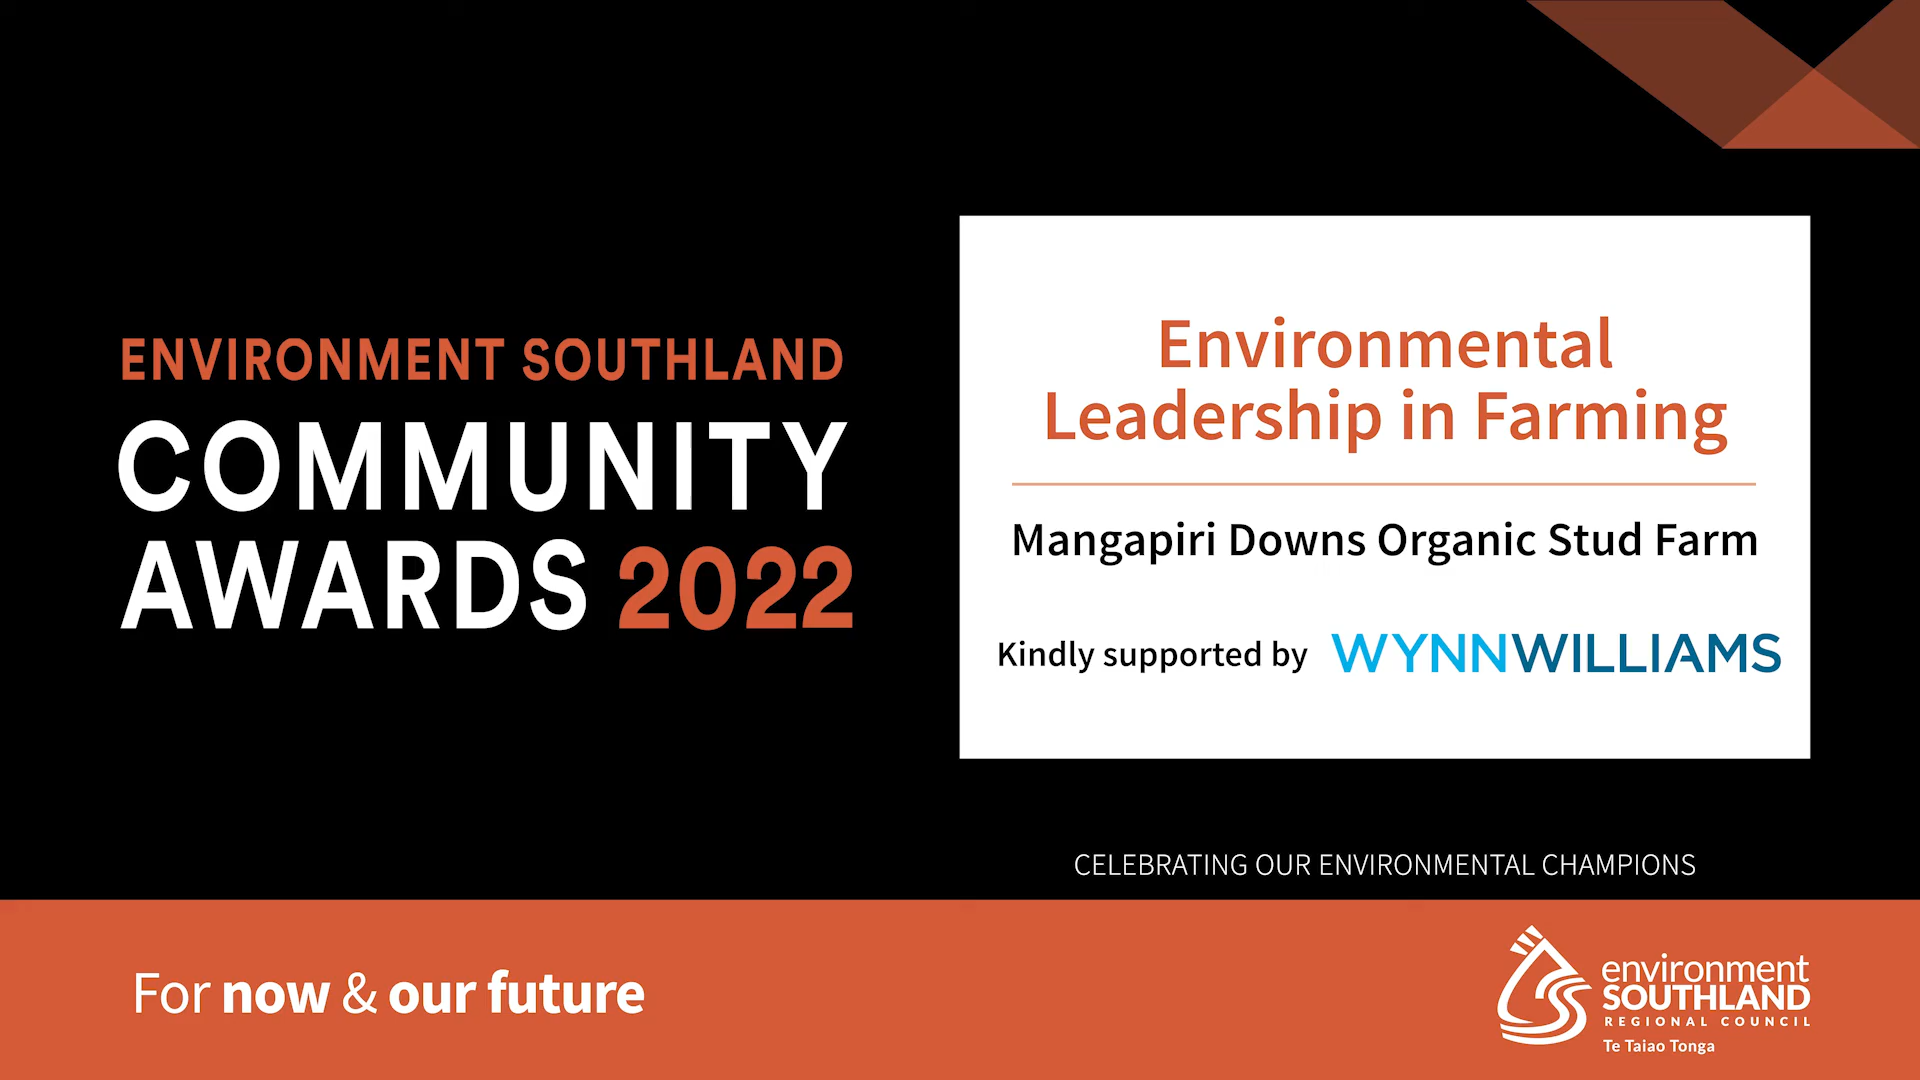 ENVIRONMENT SOUTHLAND
COMMUNITY
AWARDS 2022
Environmental
Leadership in Farming
Mangapiri Downs Organic Stud Farm
Kindly supported by WYNNWILLIAMS
CELEBRATING OUR ENVIRONMENTAL CHAMPIONS
For now & our future
environment
SOUTHLAND
REGIONAL COUNCIL
Te Taiao Tonga